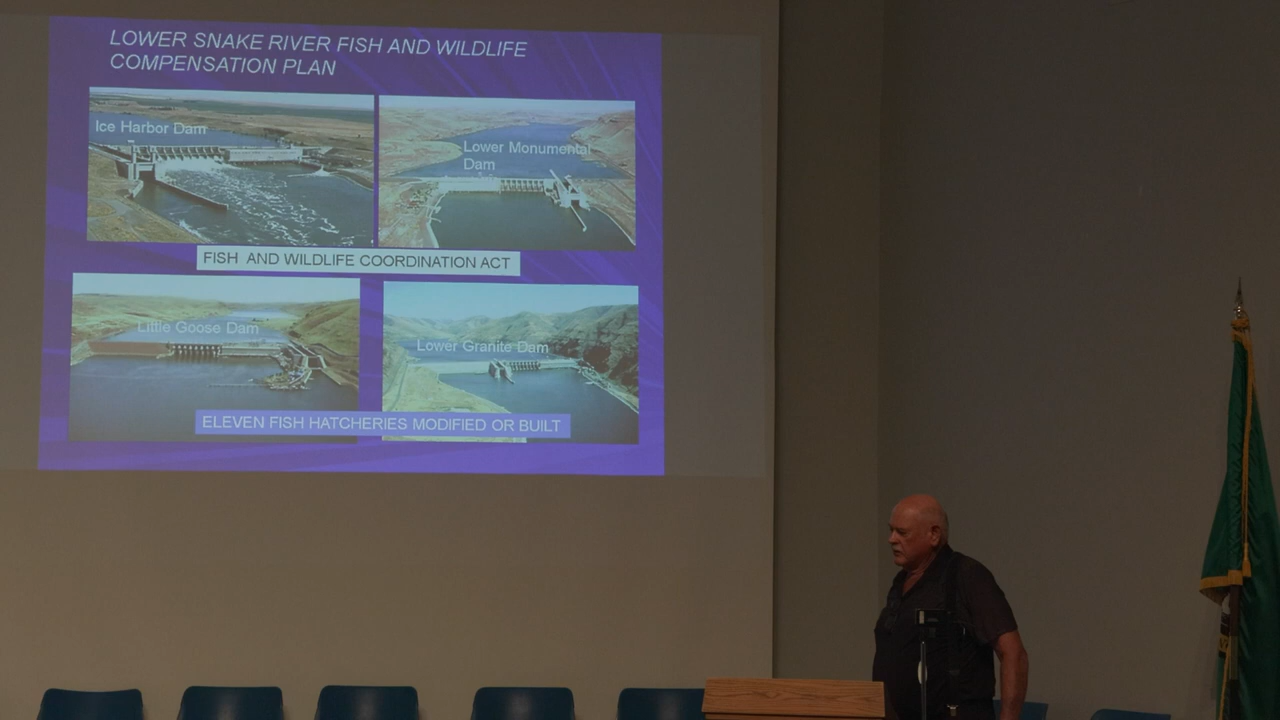 LOWER SNAKE RIVER FISH AND WILDLIFE
COMPENSATION PLAN
Ice Harbor Dam
Lower Monumental
Dam
FISH AND WILDLIFE COORDINATION ACT
Little Goose Dam
Lower Granite Dam
ELEVEN FISH HATCHERIES MODIFIED OR BUILT